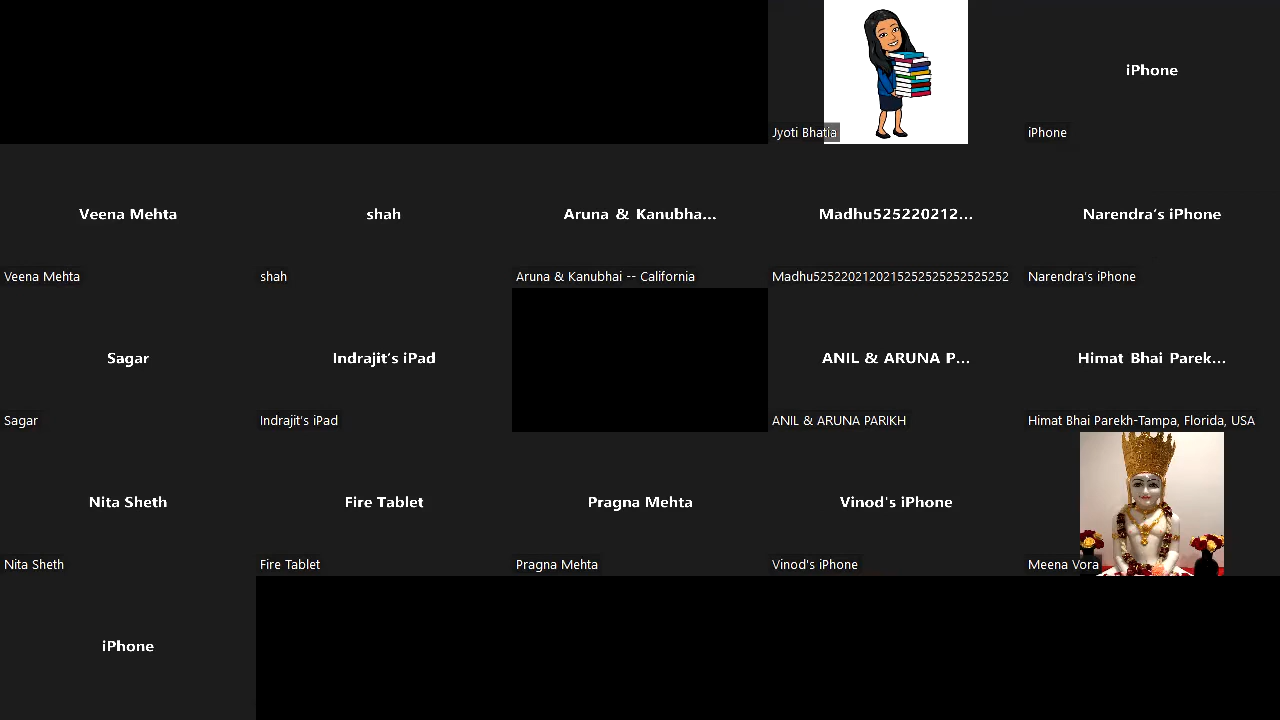 iPhone
Jyoti Bhatia
iPhone
Veena Mehta
shah
Aruna & Kanubha...
Madhu525220212...
Narendra's iPhone
Veena Mehta
shah
Aruna & Kanubhai -- California
Madhu52522021202152525252525252​52
Narendra's iPhone
Sagar
Indrajit's iPad
ANIL & ARUNA P...
Himat Bhai Parek...
Sagar
Indrajit's iPad
ANIL & ARUNA PARIKH
Himat Bhai Parekh-Tampa, Florida, USA
Nita Sheth
Fire Tablet
Pragna Mehta
Vinod's iPhone
Nita Sheth
Fire Tablet
Pragna Mehta
Vinod's iPhone
Meena Vora
iPhone